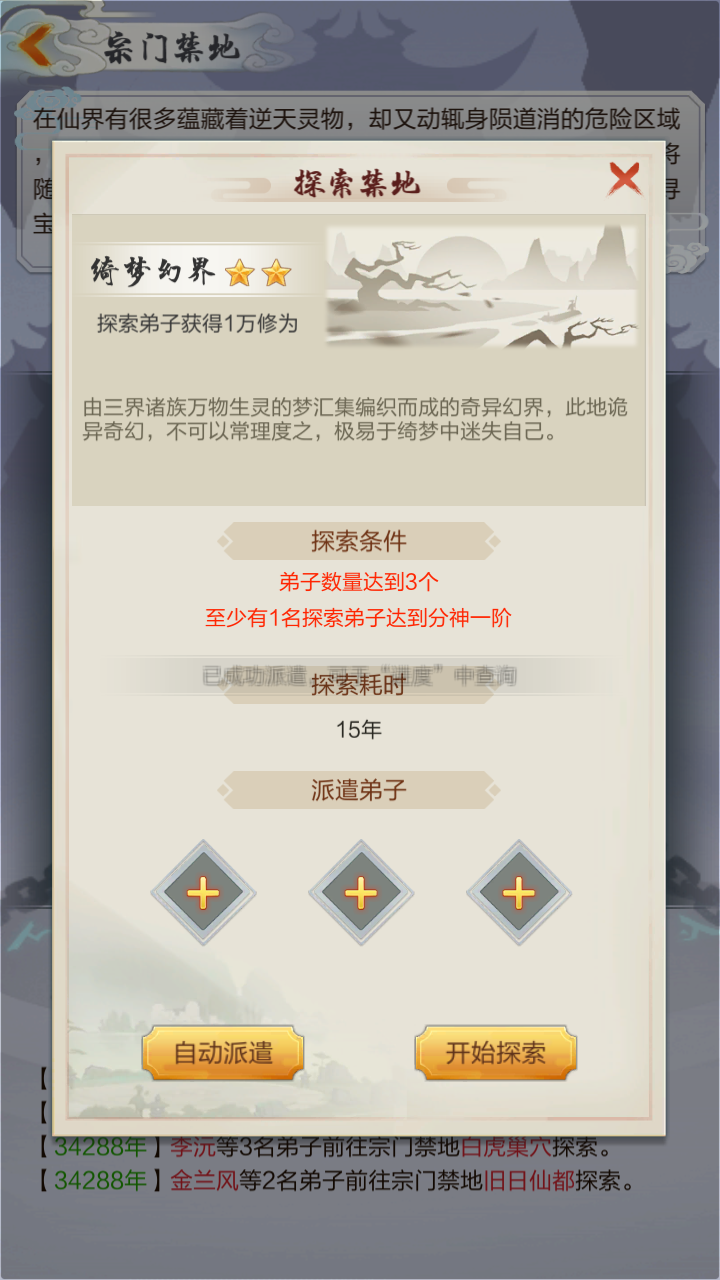 宗门禁地
在仙界有很多蕴藏着逆天灵物，却又动辄身陨道消的危险区域
，
将
随
寻
宝
探索禁地
绮梦幻界
探索弟子获得1万修为
由三界诸族万物生灵的梦汇集编织而成的奇异幻界，此地诡
异奇幻，不可以常理度之，极易于绮梦中迷失自己。
探索条件
弟子数量达到3个
至少有1名探索弟子达到分神一阶
已成功派遣，
度”中查询
探索耗时
15年
派遣弟子
自动派遣
开始探索
【
【
【34288年】李沅等3名弟子前往宗门禁地白虎巢穴探索。
【34288年】金兰风等2名弟子前往宗门禁地旧日仙都探索。